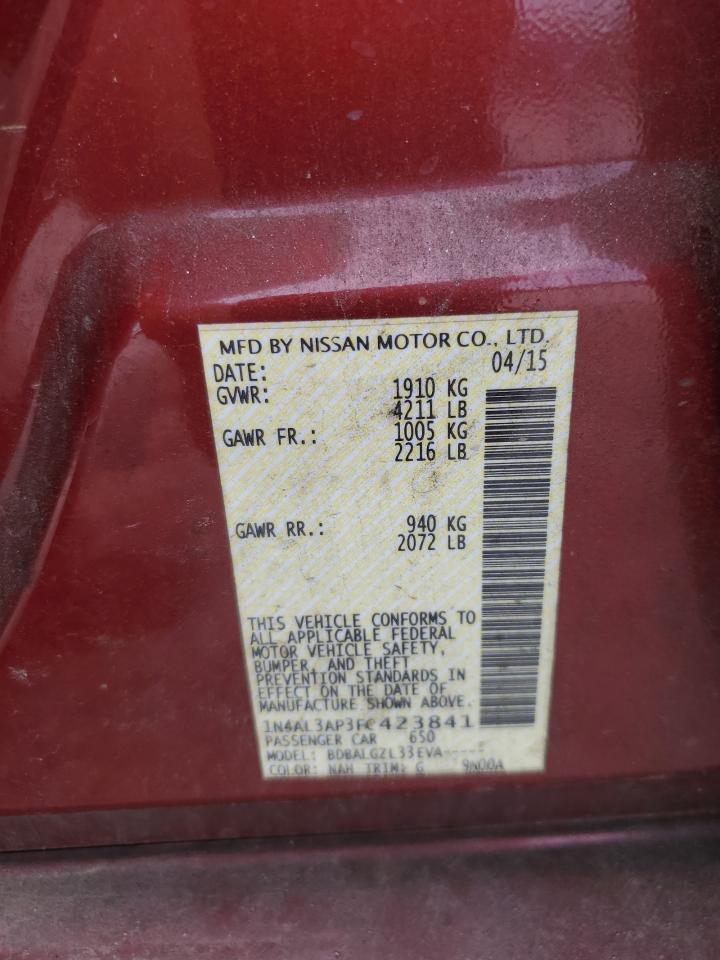 MFD BY NISSAN MOTOR CO., LTD.
DATE: 04/15
GVWR: 1910 KG
4211 LB
GAWR FR.: 1005 KG
2216 LB
GAWR RR.: 940 KG
2072 LB
THIS VEHICLE CONFORMS TO
ALL APPLICABLE FEDERAL
MOTOR VEHICLE SAFETY,
BUMPER, AND THEFT
PREVENTION STANDARDS IN
EFFECT ON THE DATE OF
MANUFACTURE SHOWN ABOVE.
1N4AL3AP3FC423841
PASSENGER CAR 650
MODEL: BDBALGZL33EVA-----
COLOR: NAH TRIM: G 9N00A